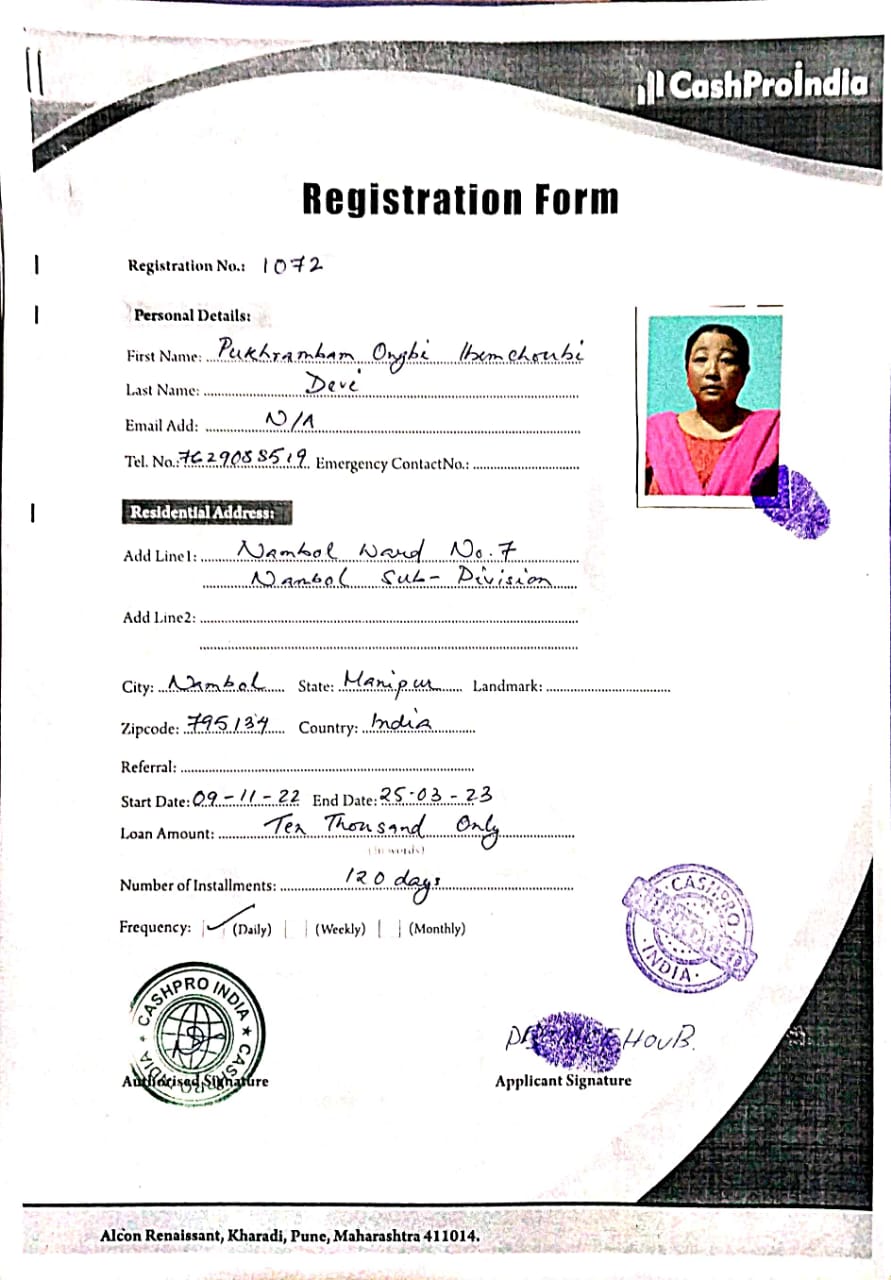 CashProIndia
Registration Form
Registration No.: 1072
Personal Details:
First Name: Pukhrambam Ongbi Ibemchoubi
Last Name: Devi
Email Add: N/A
Tel. No.: 7629088519 Emergency ContactNo.:
Residential Address:
Add Line1: Nambol Ward No. 7
Nambol Sub-Division
Add Line2:
City: Nambol State: Manipur Landmark:
Zipcode: 795134 Country: India
Referral:
Start Date: 09-11-22 End Date: 25-03-23
Loan Amount: Ten Thousand Only
(In words)
Number of Installments: 120 days
Frequency: (Daily) (Weekly) (Monthly)
CASHPRO
INDIA
CASHPRO INDIA
HOUB.
Authorised Signature Applicant Signature
Alcon Renaissant, Kharadi, Pune, Maharashtra 411014.